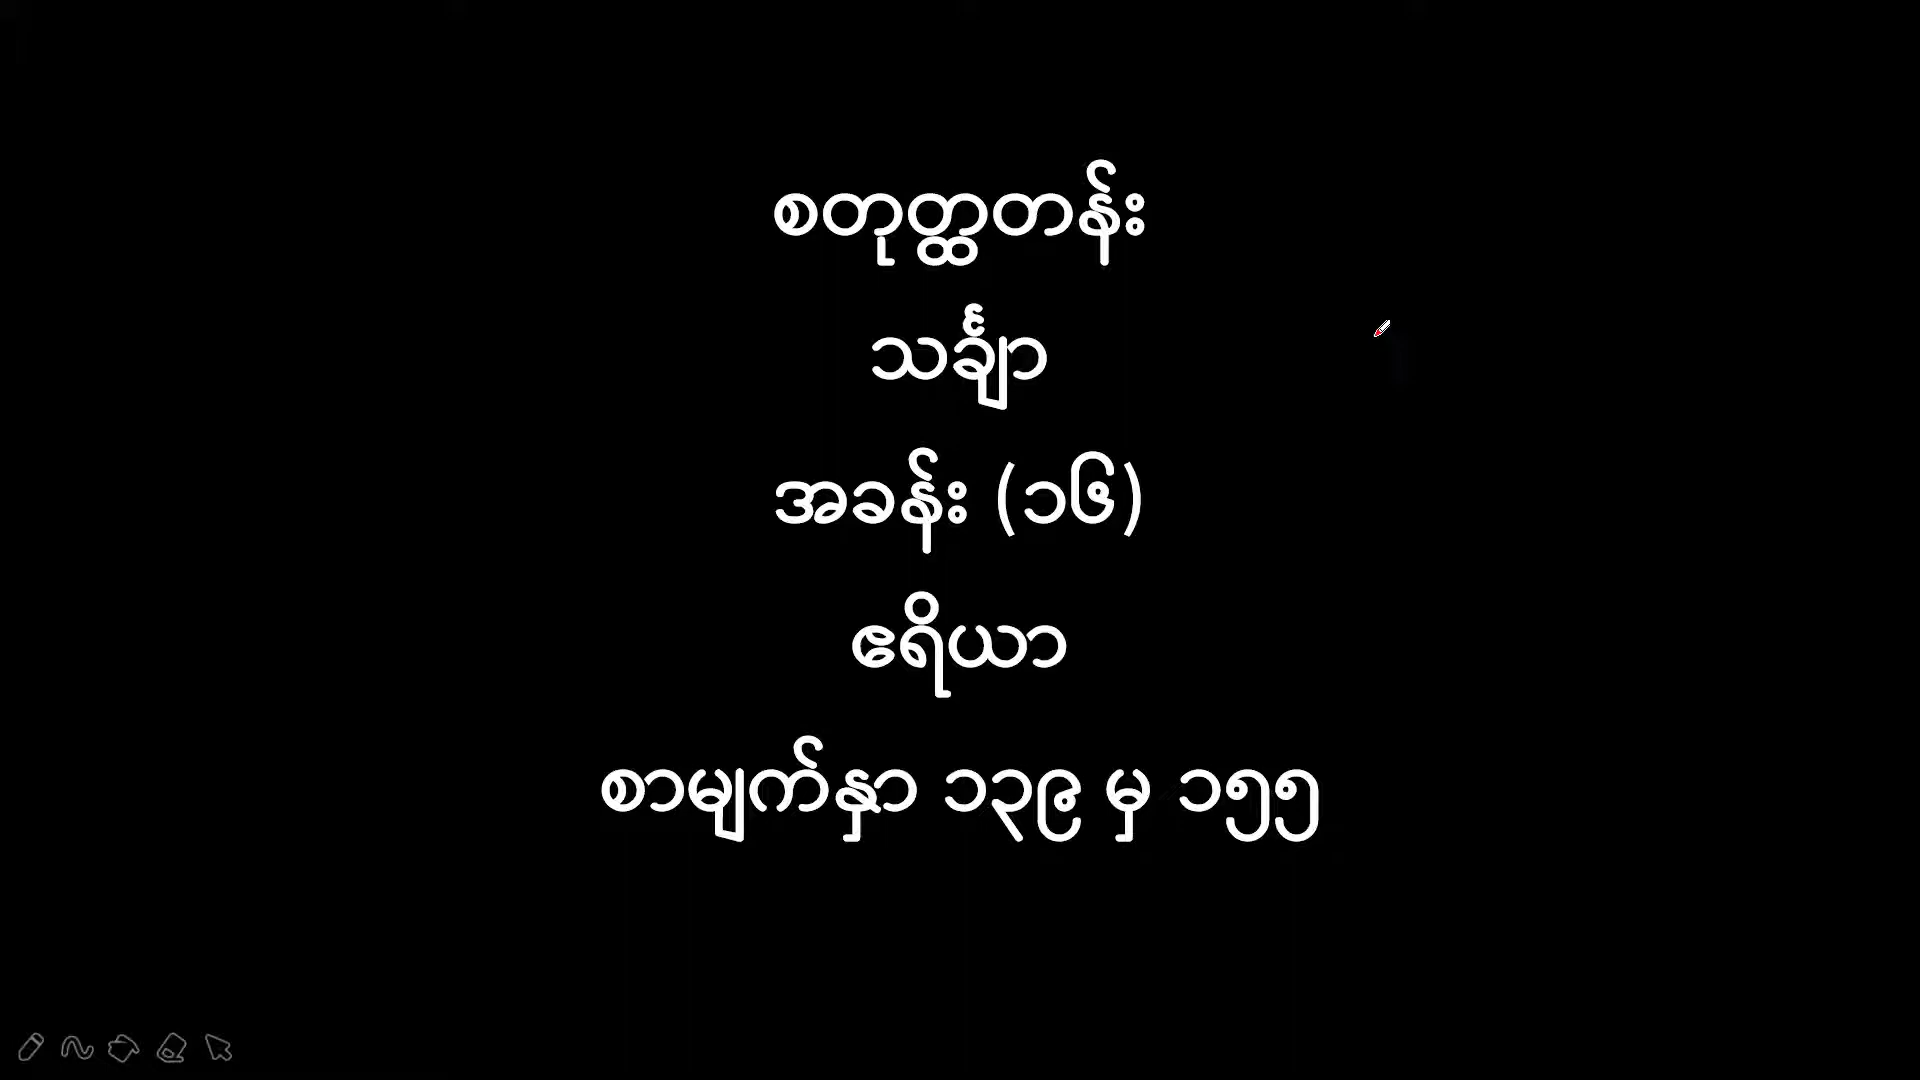 စတုတ္ထတန်း
သင်္ချာ
အခန်း (၁၆)
ဧရိယာ
စာမျက်နှာ ၁၃၉ မှ ၁၅၅